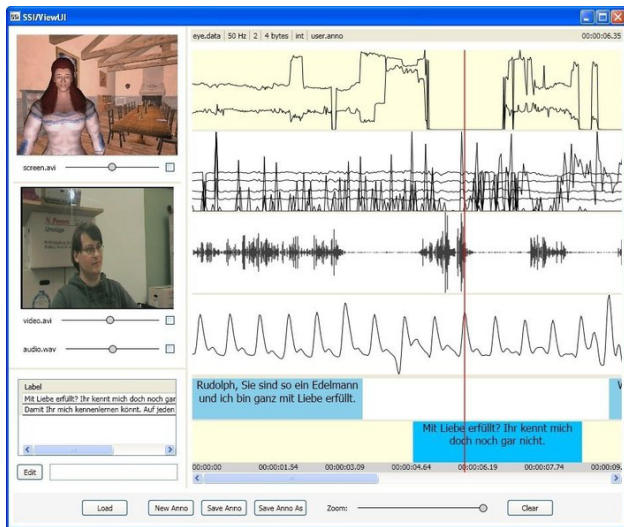 SSI/ViewUI
eye.data | 50 Hz | 2 | 4 bytes | int | user.anno
00:00:06.35
screen.avi
video.avi
audio.wav
Label
Mit Liebe erfüllt? Ihr kennt mich doch noch gar
Damit Ihr mich kennenlernen könnt. Auf jeden
Edit
Rudolph, Sie sind so ein Edelmann
und ich bin ganz mit Liebe erfüllt.
Mit Liebe erfüllt? Ihr kennt mich
doch noch gar nicht.
00:00:00 00:00:01.54 00:00:03.09 00:00:04.64 00:00:06.19 00:00:07.74 00:00:09.
Load
New Anno
Save Anno
Save Anno As
Zoom:
Clear